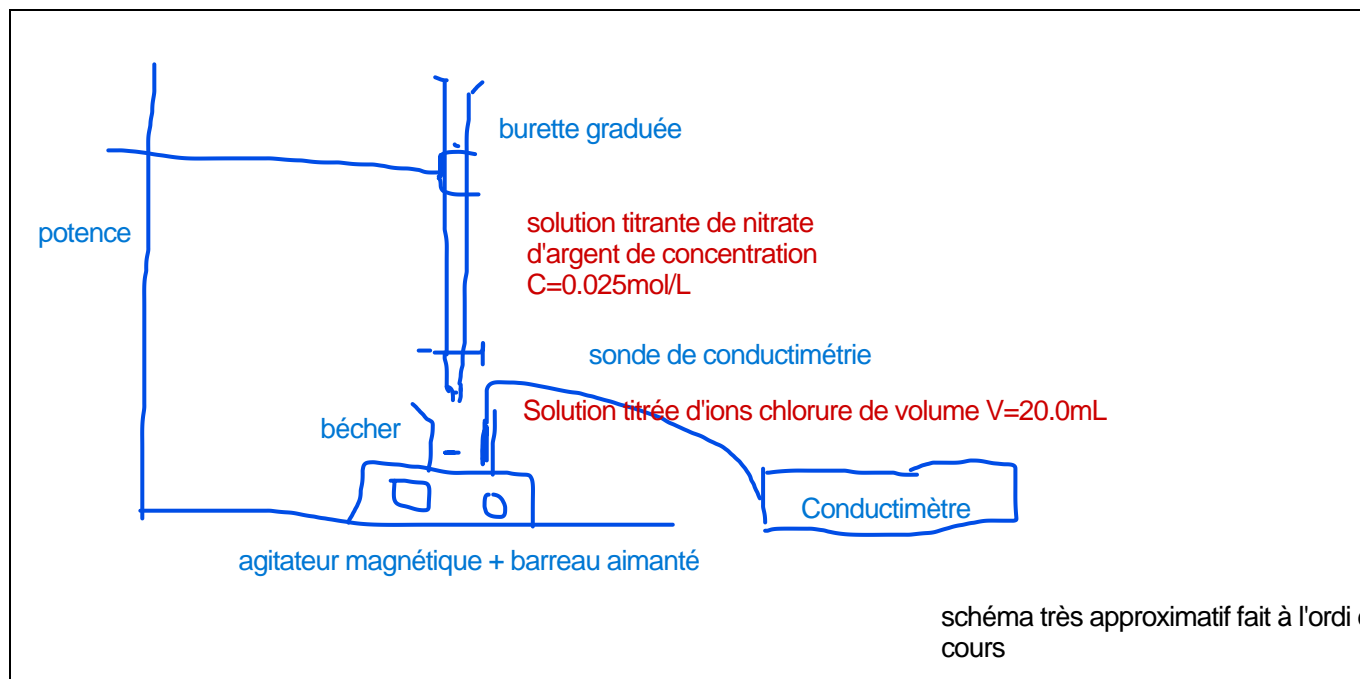 burette graduée
potence
solution titrante de nitrate
d'argent de concentration
C=0.025mol/L
sonde de conductimétrie
Solution titrée d'ions chlorure de volume V=20.0mL
bécher
Conductimètre
agitateur magnétique + barreau aimanté
schéma très approximatif fait à l'ordi
cours